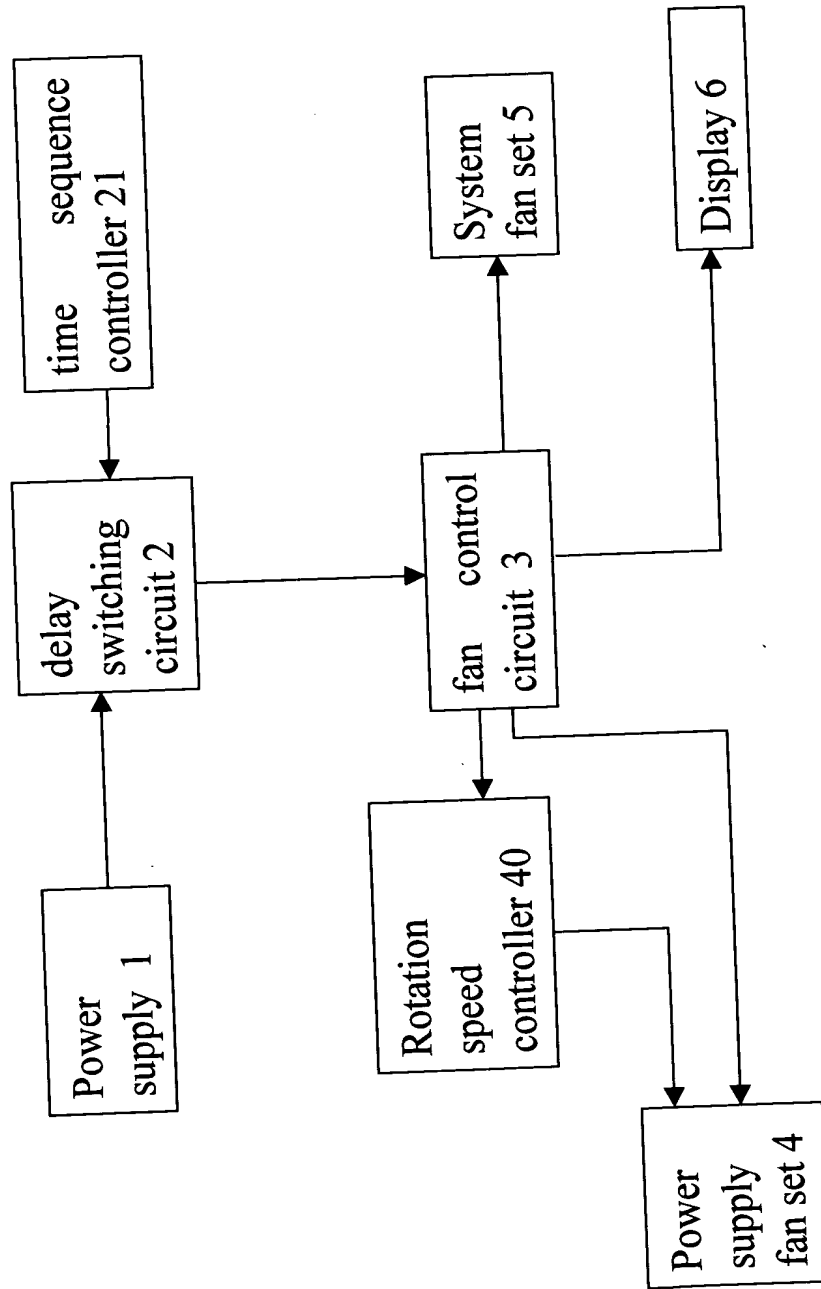 Power
supply 1
delay
switching
circuit 2
time sequence
controller 21
Rotation
speed
controller 40
fan control
circuit 3
System
fan set 5
Power
supply
fan set 4
Display 6